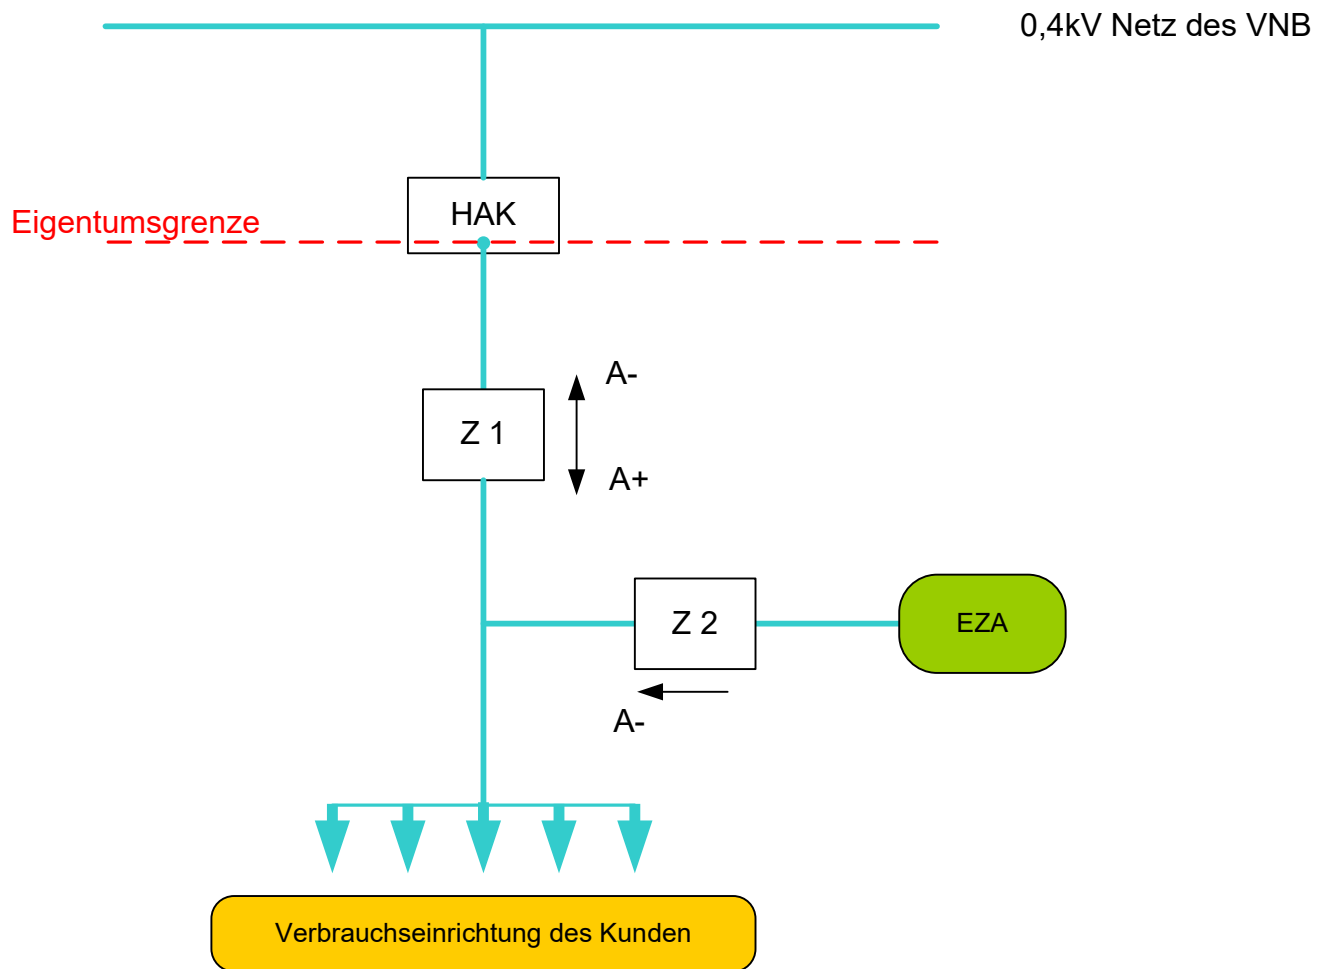 0,4kV Netz des VNB
HAK
Eigentumsgrenze
A-
Z 1
A+
Z 2
EZA
A-
Verbrauchseinrichtung des Kunden